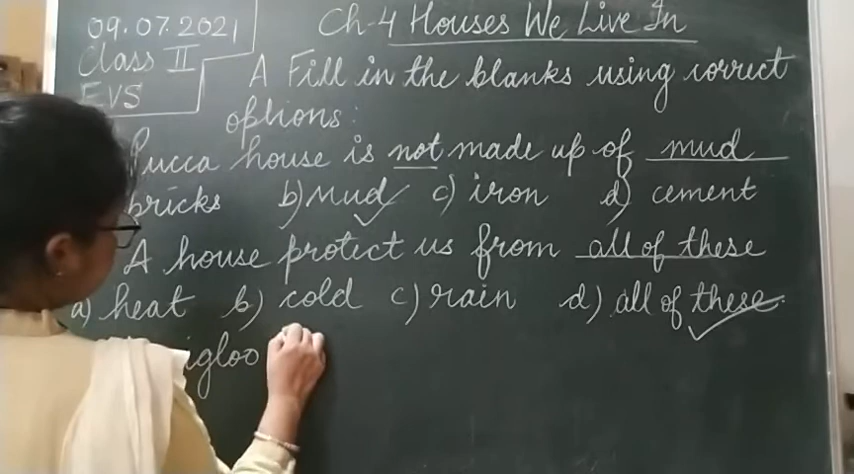 09.07.2021
Class II
EVS
Ch-4 Houses We Live In
A Fill in the blanks using correct
options:
Pucca house is not made up of mud
bricks b) mud c) iron d) cement
A house protect us from all of these
a) heat b) cold c) rain d) all of these
igloo